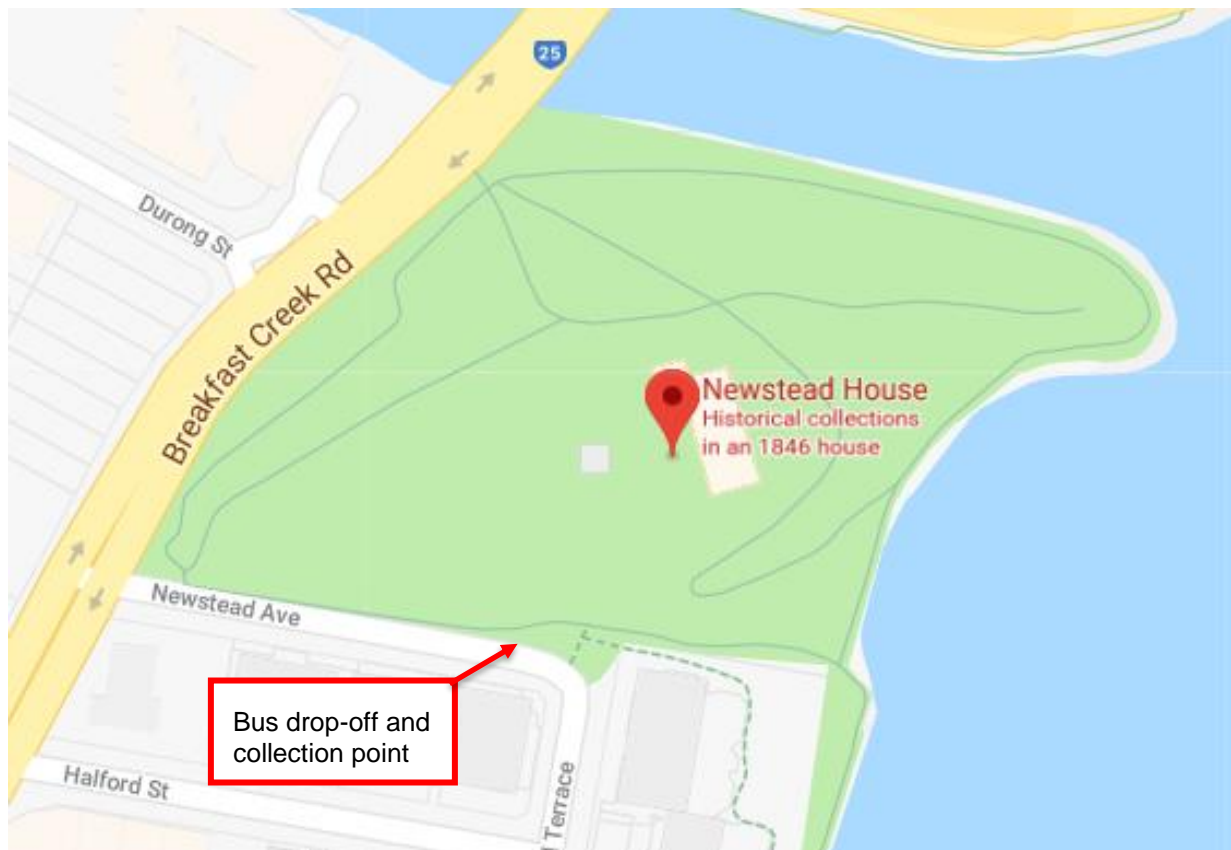 25
Durong St
Breakfast Creek Rd
Newstead House
Historical collections
in an 1846 house
Newstead Ave
Bus drop-off and
collection point
Halford St
Terrace